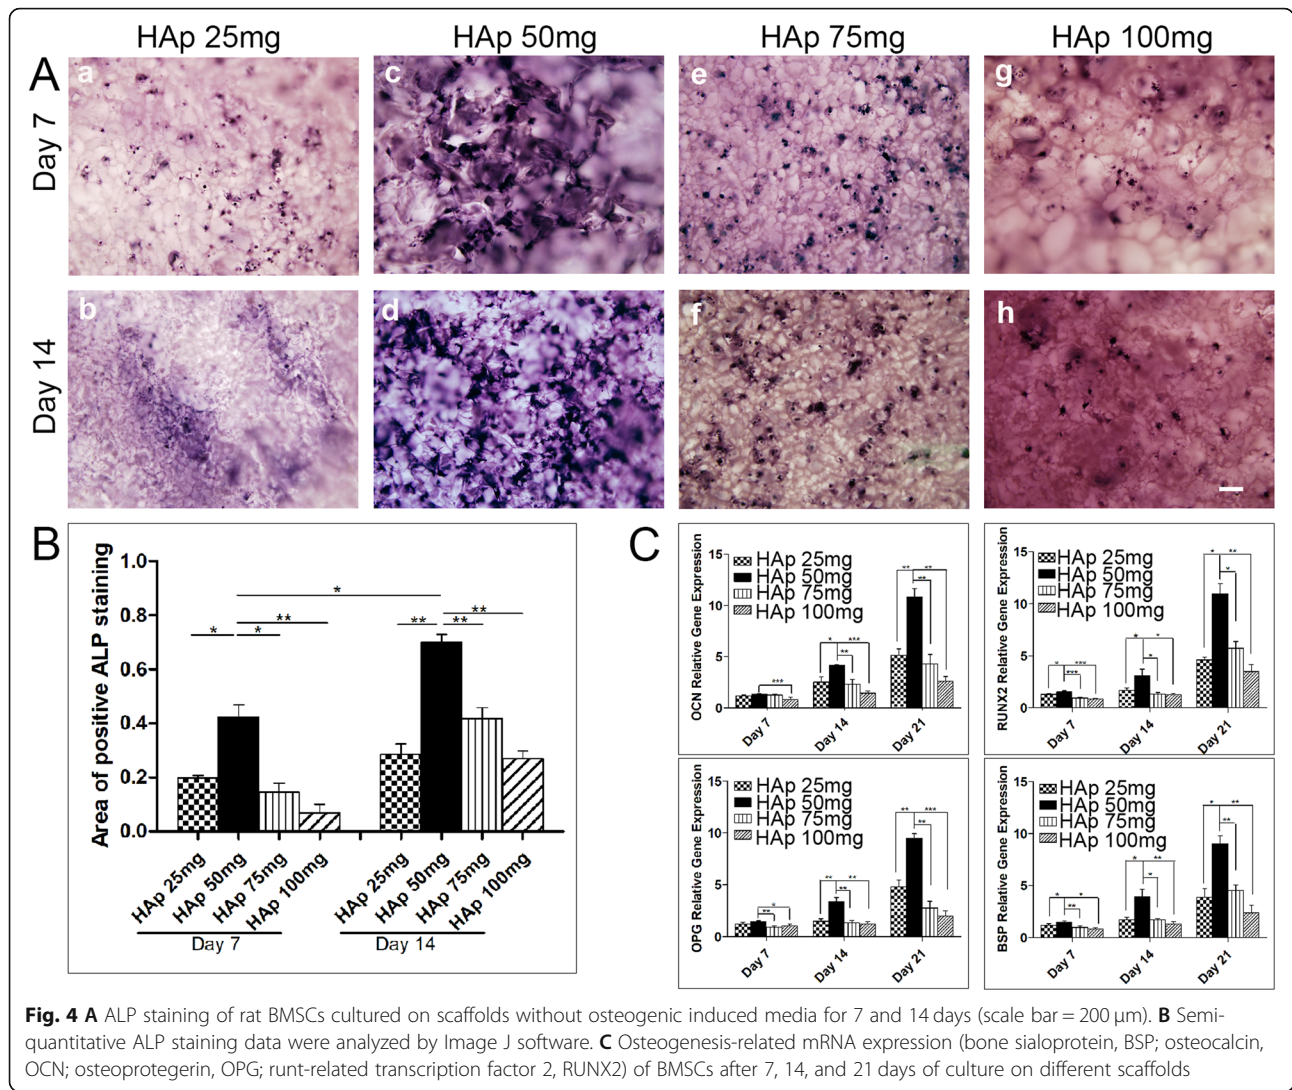 HAp 25mg HAp 50mg HAp 75mg HAp 100mg
A
Day 7
a
c
e
g
Day 14
b
d
f
h
B
Area of positive ALP staining
1.0
0.8
0.6
0.4
0.2
0.0
*
**
* *
**
** **
HAp 25mg
HAp 50mg
HAp 75mg
HAp 100mg
HAp 25mg
HAp 50mg
HAp 75mg
HAp 100mg
Day 7
Day 14
C
OCN Relative Gene Expression
15
10
5
0
HAp 25mg
HAp 50mg
HAp 75mg
HAp 100mg
***
* ***
**
** **
**
Day 7
Day 14
Day 21
RUNX2 Relative Gene Expression
15
10
5
0
HAp 25mg
HAp 50mg
HAp 75mg
HAp 100mg
* ***
***
* *
*
* **
*
Day 7
Day 14
Day 21
OPG Relative Gene Expression
15
10
5
0
HAp 25mg
HAp 50mg
HAp 75mg
HAp 100mg
*
**
** **
**
** ***
**
Day 7
Day 14
Day 21
BSP Relative Gene Expression
15
10
5
0
HAp 25mg
HAp 50mg
HAp 75mg
HAp 100mg
* *
**
* **
*
* **
**
Day 7
Day 14
Day 21
Fig. 4 A ALP staining of rat BMSCs cultured on scaffolds without osteogenic induced media for 7 and 14 days (scale bar = 200 μm). B Semi-
quantitative ALP staining data were analyzed by Image J software. C Osteogenesis-related mRNA expression (bone sialoprotein, BSP; osteocalcin,
OCN; osteoprotegerin, OPG; runt-related transcription factor 2, RUNX2) of BMSCs after 7, 14, and 21 days of culture on different scaffolds